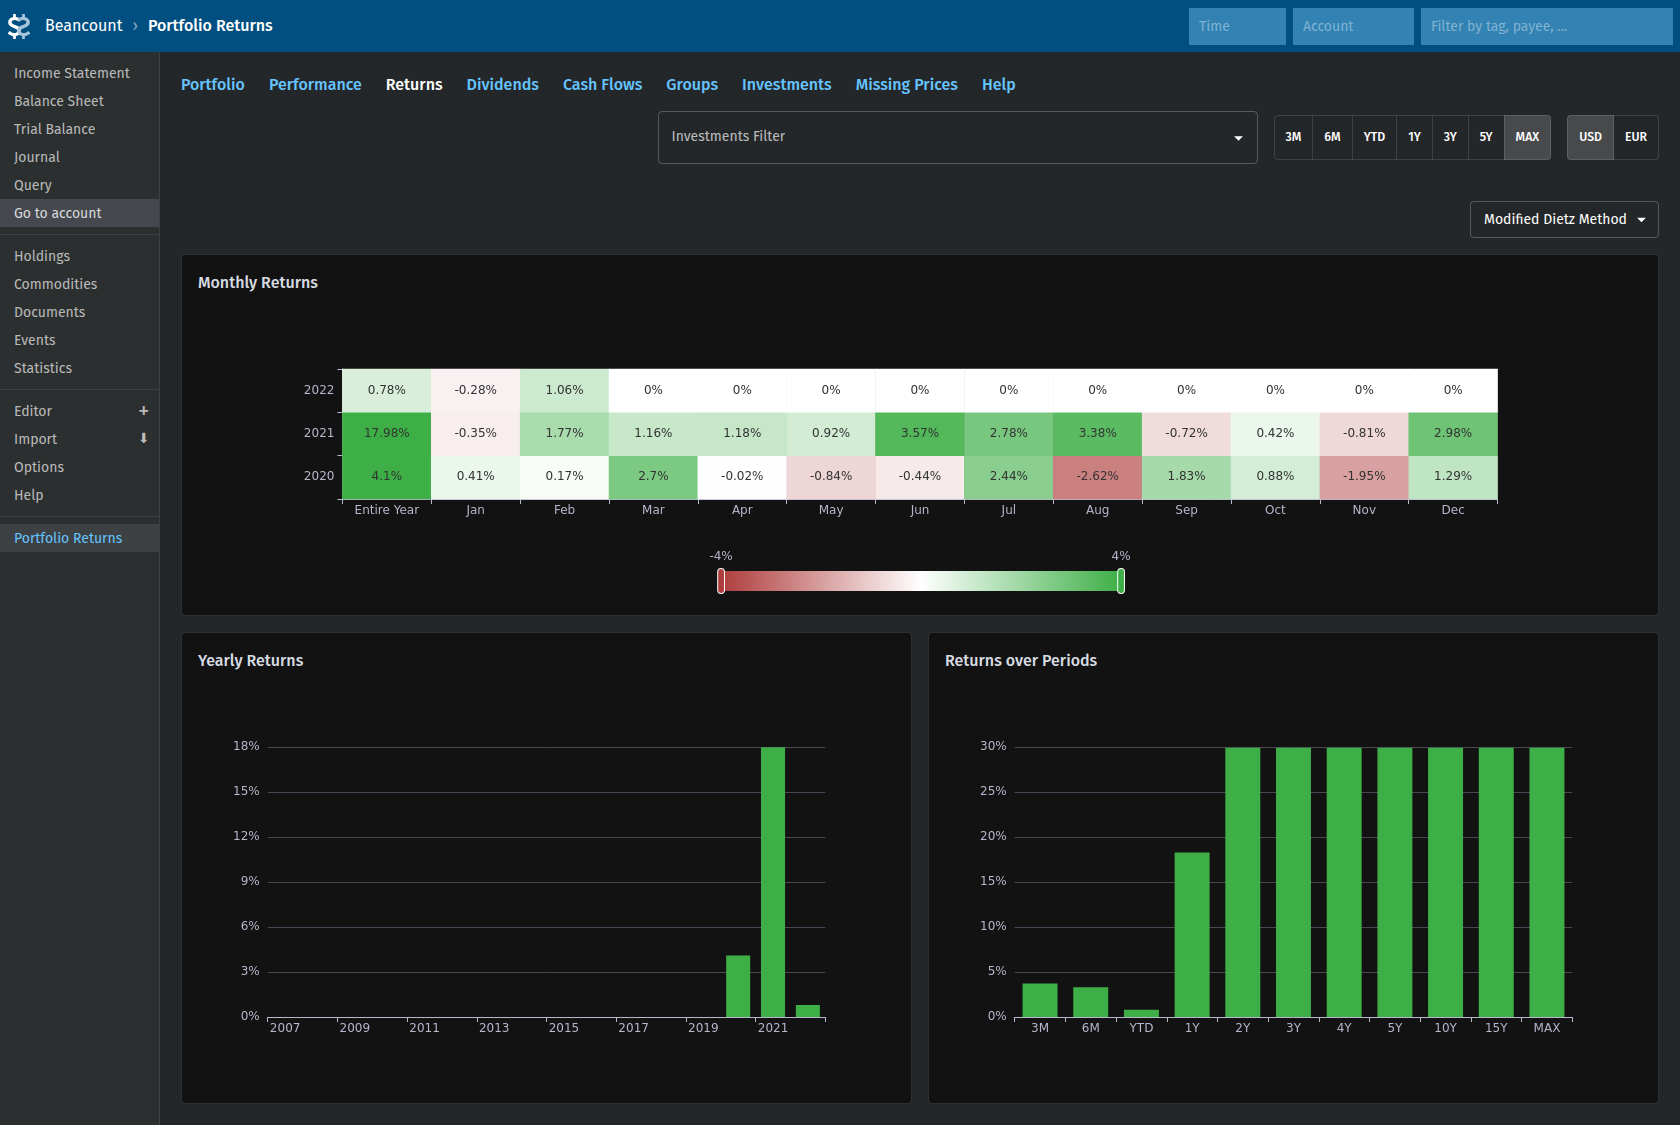 Beancount › Portfolio Returns
Time
Account
Filter by tag, payee, ...
Income Statement
Balance Sheet
Trial Balance
Journal
Query
Go to account
Holdings
Commodities
Documents
Events
Statistics
Editor +
Import
Options
Help
Portfolio Returns
Portfolio Performance Returns Dividends Cash Flows Groups Investments Missing Prices Help
Investments Filter
3M 6M YTD 1Y 3Y 5Y MAX
USD EUR
Modified Dietz Method
Monthly Returns
2022 0.78% -0.28% 1.06% 0% 0% 0% 0% 0% 0% 0% 0% 0% 0%
2021 17.98% -0.35% 1.77% 1.16% 1.18% 0.92% 3.57% 2.78% 3.38% -0.72% 0.42% -0.81% 2.98%
2020 4.1% 0.41% 0.17% 2.7% -0.02% -0.84% -0.44% 2.44% -2.62% 1.83% 0.88% -1.95% 1.29%
Entire Year Jan Feb Mar Apr May Jun Jul Aug Sep Oct Nov Dec
-4% 4%
Yearly Returns
18%
15%
12%
9%
6%
3%
0%
2007 2009 2011 2013 2015 2017 2019 2021
Returns over Periods
30%
25%
20%
15%
10%
5%
0%
3M 6M YTD 1Y 2Y 3Y 4Y 5Y 10Y 15Y MAX